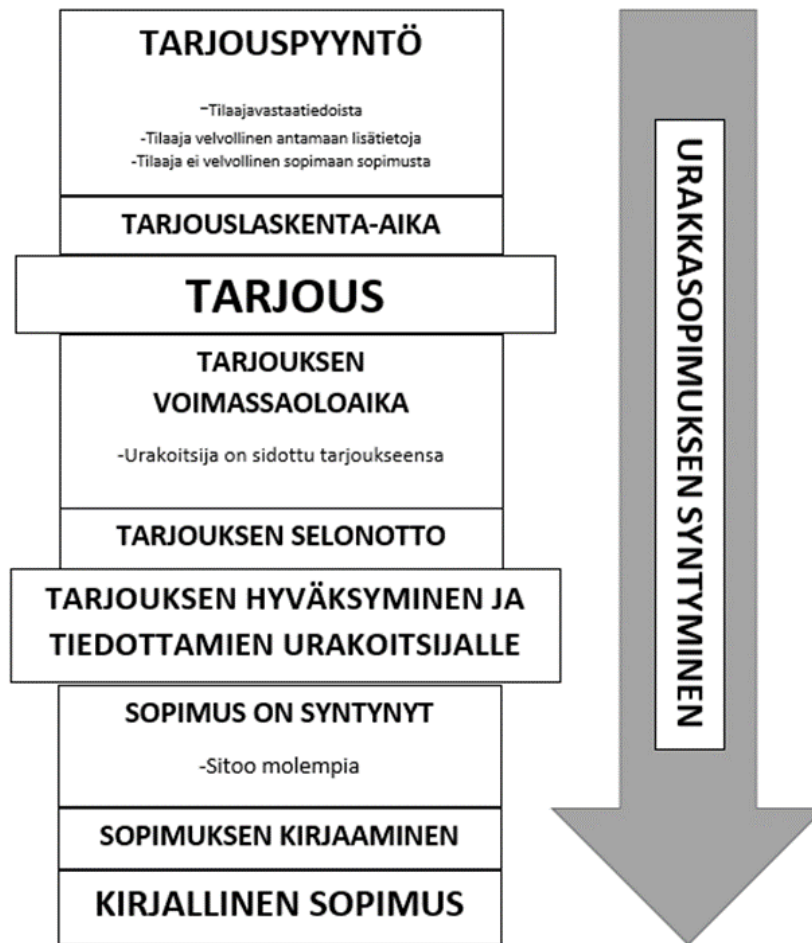 TARJOUSPYYNTÖ
-Tilaajavastaatiedoista
-Tilaaja velvollinen antamaan lisätietoja
-Tilaaja ei velvollinen sopimaan sopimusta
TARJOUSLASKENTA-AIKA
TARJOUS
TARJOUKSEN
VOIMASSAOLOAIKA
-Urakoitsija on sidottu tarjoukseensa
TARJOUKSEN SELONOTTO
TARJOUKSEN HYVÄKSYMINEN JA
TIEDOTTAMIEN URAKOITSIJALLE
SOPIMUS ON SYNTYNYT
-Sitoo molempia
SOPIMUKSEN KIRJAAMINEN
KIRJALLINEN SOPIMUS
URAKKASOPIMUKSEN SYNTYMINEN